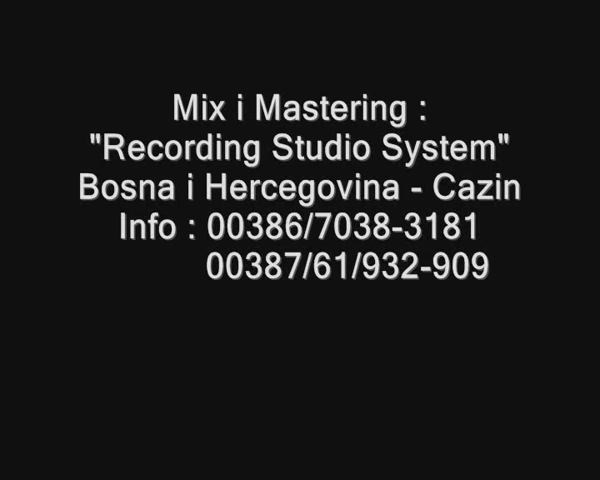 Mix i Mastering :
"Recording Studio System"
Bosna i Hercegovina - Cazin
Info : 00386/7038-3181
00387/61/932-909